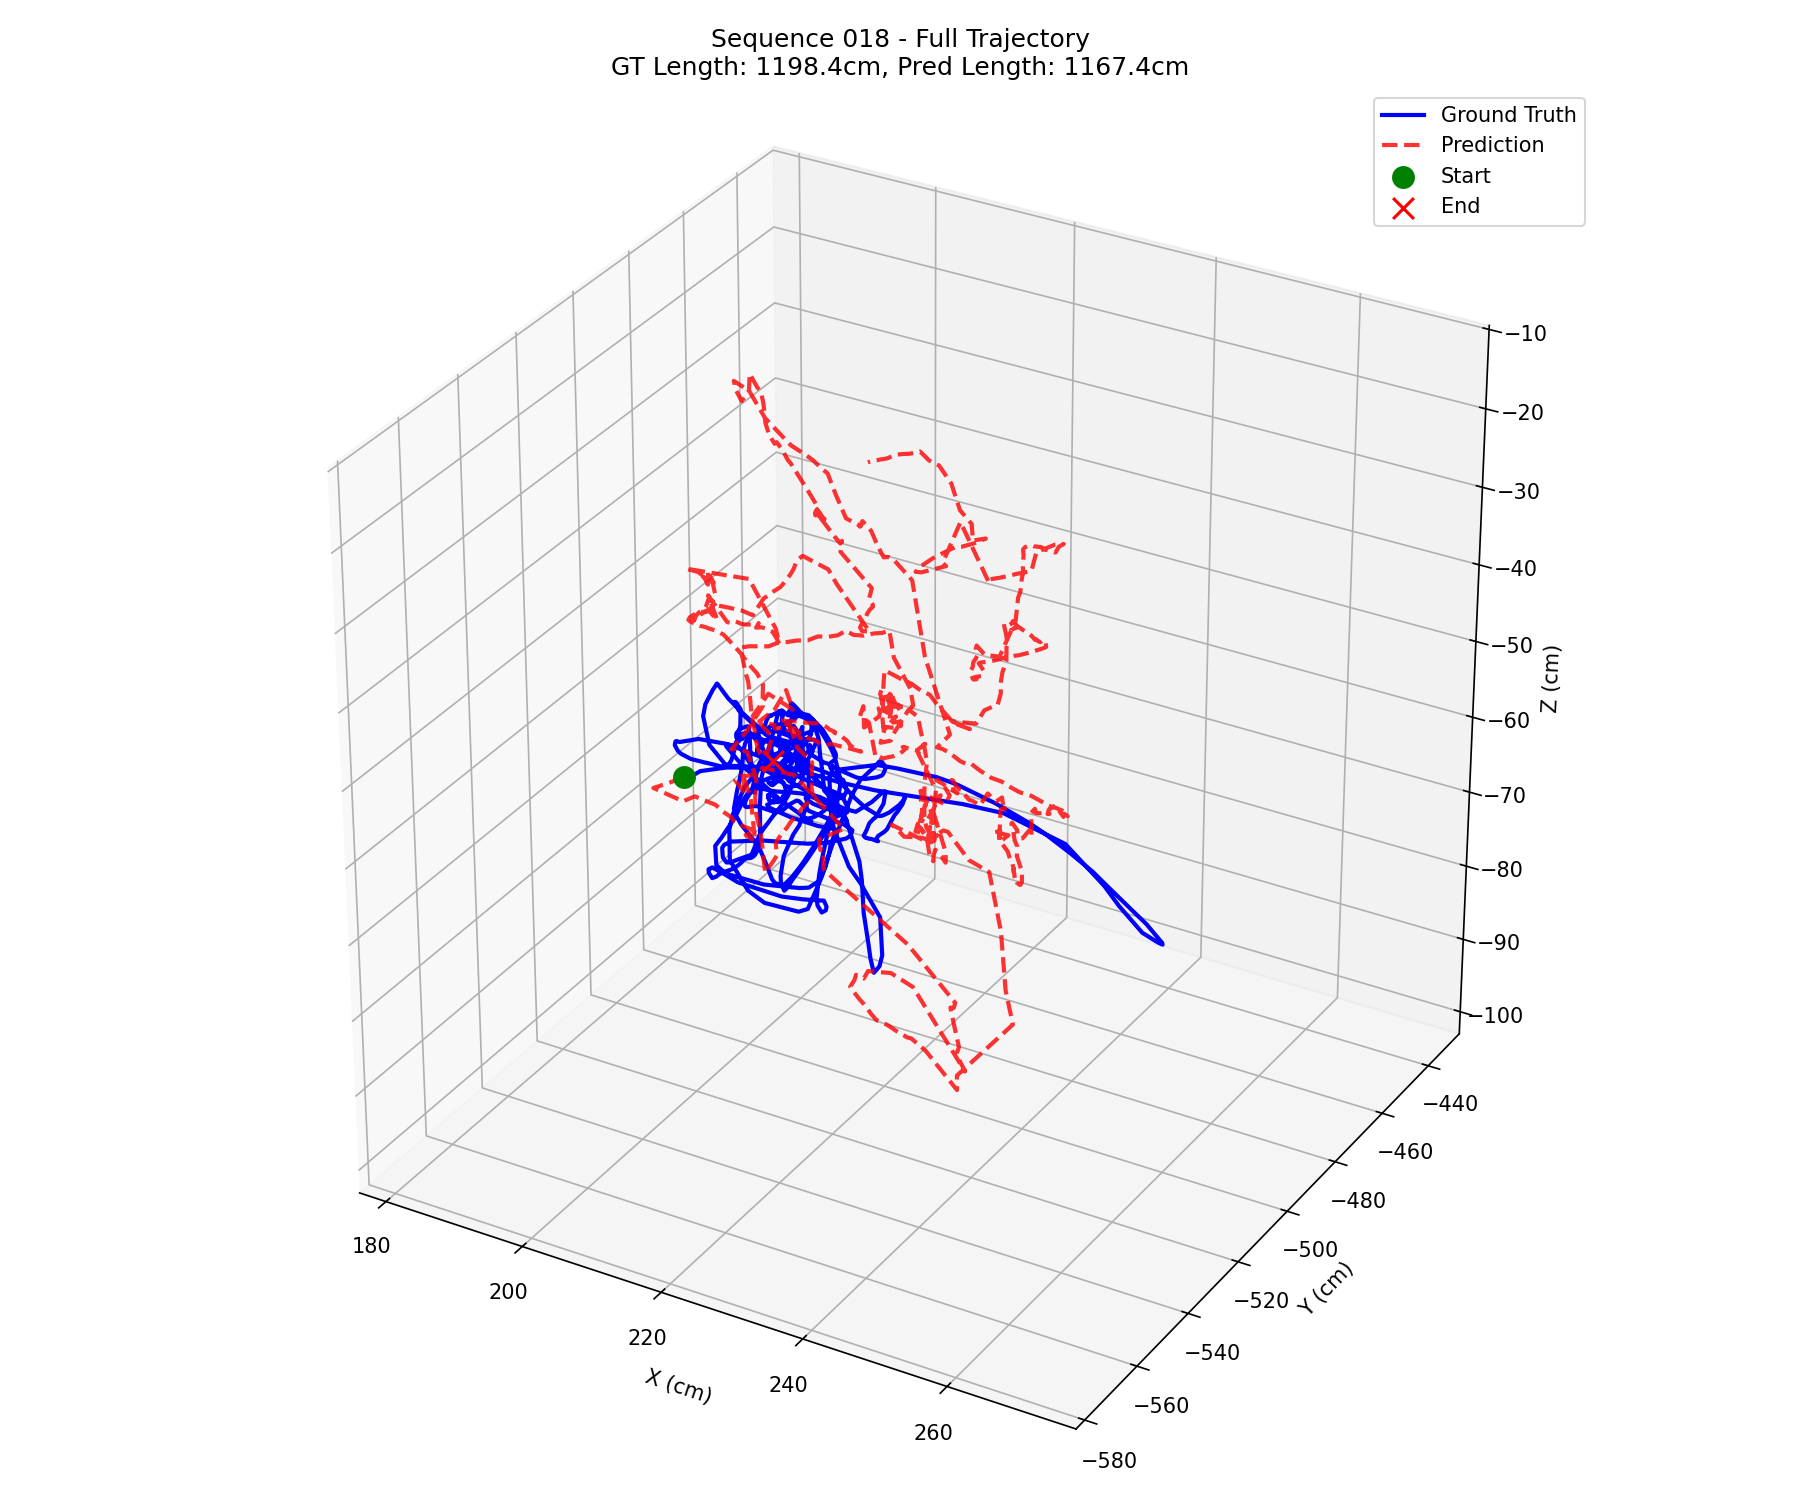 Sequence 018 - Full Trajectory
GT Length: 1198.4cm, Pred Length: 1167.4cm
Ground Truth
Prediction
Start
End
−10
−20
−30
−40
−50
−60
−70
−80
−90
−100
Z (cm)
−440
−460
−480
−500
−520
−540
−560
−580
Y (cm)
180
200
220
240
260
X (cm)